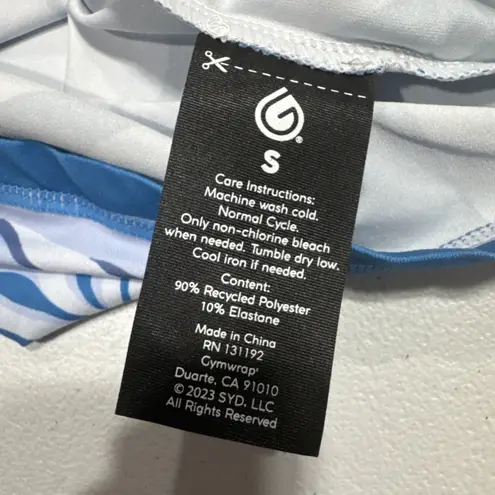 S
Care Instructions:
Machine wash cold.
Normal Cycle.
Only non-chlorine bleach
when needed. Tumble dry low.
Cool iron if needed.
Content:
90% Recycled Polyester
10% Elastane
Made in China
RN 131192
Gymwrap'
Duarte, CA 91010
© 2023 SYD. LLC
All Rights Reserved